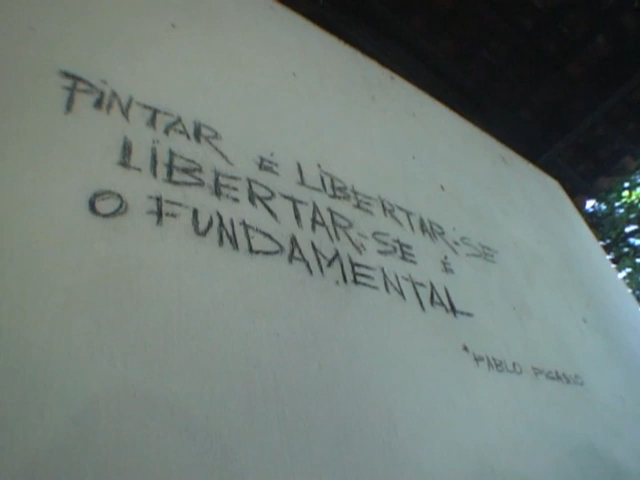 PINTAR É LIBERTAR-SE
LIBERTAR-SE É
O FUNDAMENTAL
* PABLO PICASSO